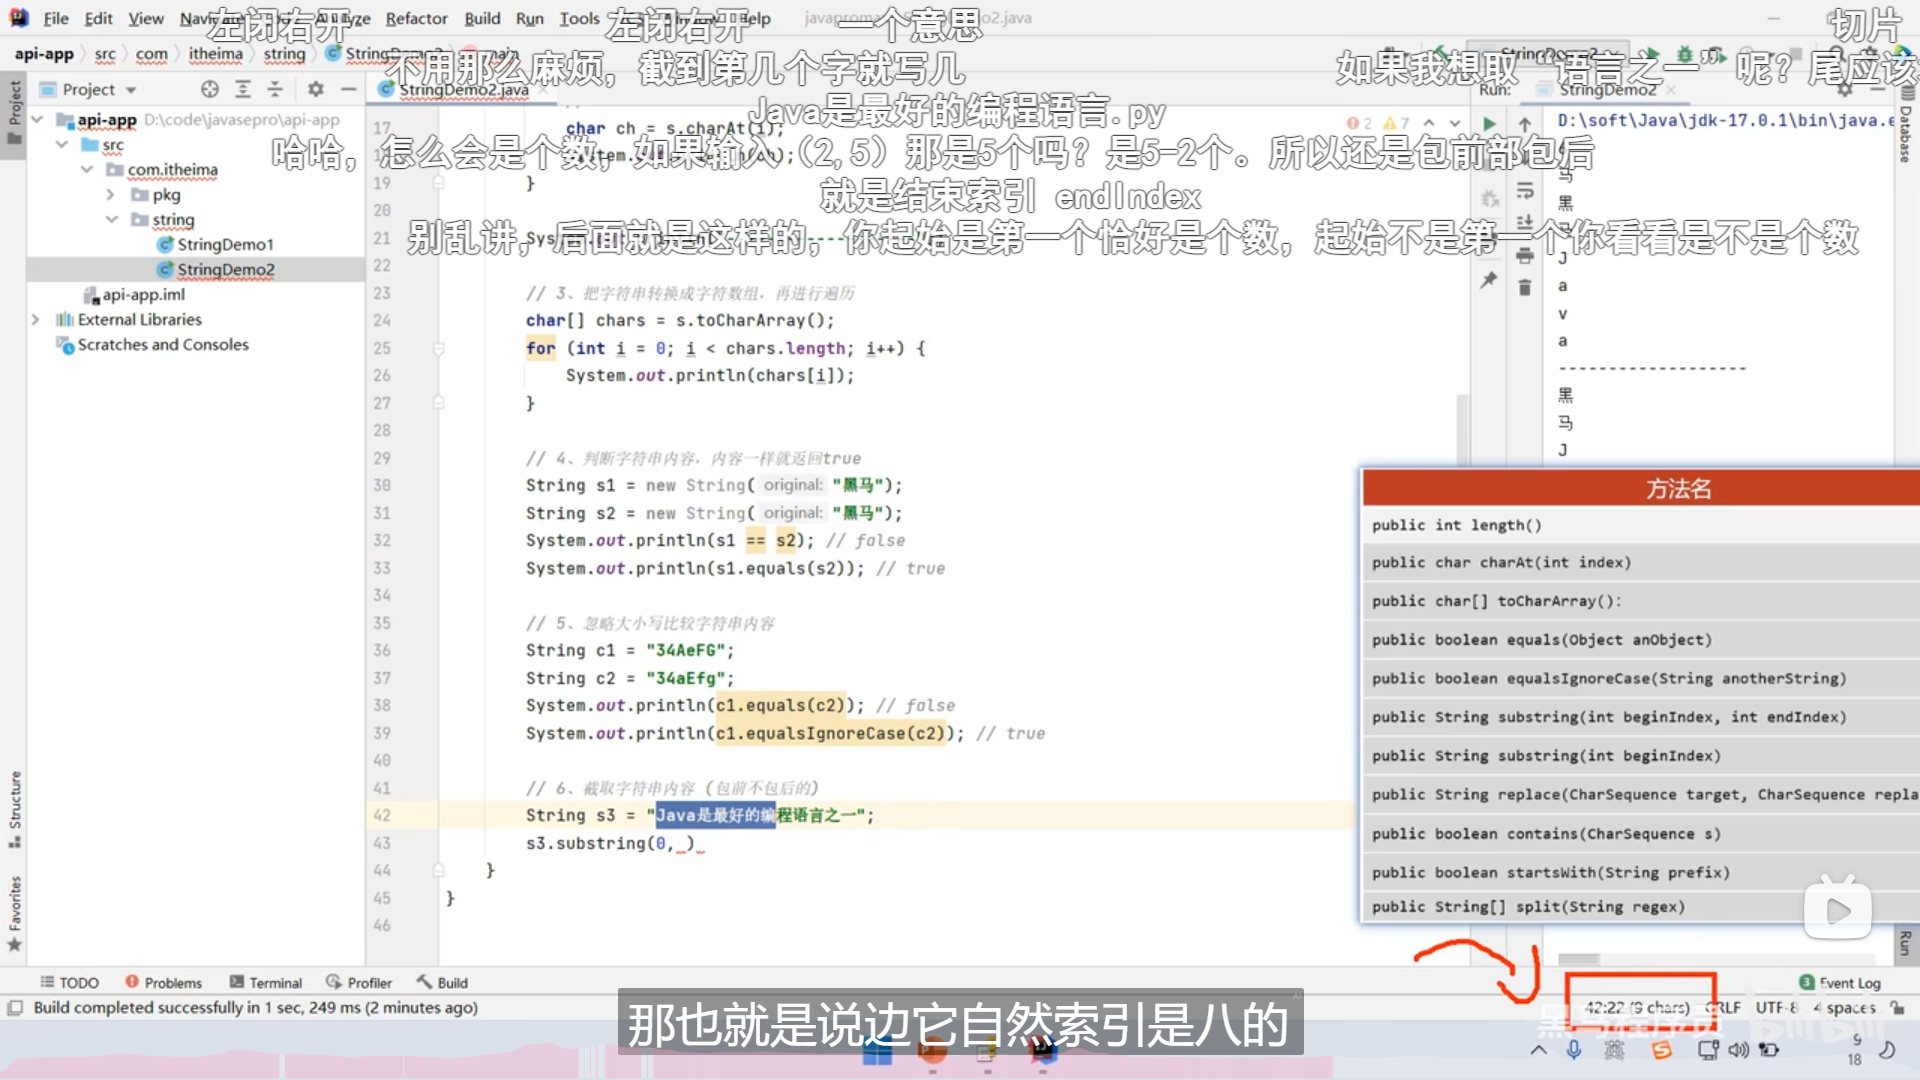 File Edit View Refactor Build Run Tools Help
api-app src com itheima string
左闭右开
左闭右开
一个意思
切片
不用那么麻烦，截到第几个字就写几
如果我想取“语言之一”呢？尾应该
Java是最好的编程语言.py
哈哈，怎么会是个数，如果输入（2,5）那是5个吗？是5-2个。所以还是包前部包后
就是结束索引 endIndex
别乱讲，后面就是这样的，你起始是第一个恰好是个数，起始不是第一个你看看是不是个数
Project
api-app D:\code\javasepro\api-app
src
com.itheima
pkg
string
StringDemo1
StringDemo2
api-app.iml
External Libraries
Scratches and Consoles
Project
Structure
Favorites
StringDemo2.java
2 7
17 char ch = s.charAt(i);
19 }
20
21
22
23 // 3、把字符串转换成字符数组，再进行遍历
24 char[] chars = s.toCharArray();
25 for (int i = 0; i < chars.length; i++) {
26 System.out.println(chars[i]);
27 }
28
29 // 4、判断字符串内容，内容一样就返回true
30 String s1 = new String( original: "黑马");
31 String s2 = new String( original: "黑马");
32 System.out.println(s1 == s2); // false
33 System.out.println(s1.equals(s2)); // true
34
35 // 5、忽略大小写比较字符串内容
36 String c1 = "34AeFG";
37 String c2 = "34aEfg";
38 System.out.println(c1.equals(c2)); // false
39 System.out.println(c1.equalsIgnoreCase(c2)); // true
40
41 // 6、截取字符串内容 (包前不包后的)
42 String s3 = "Java是最好的编程语言之一";
43 s3.substring(0, )
44 }
45 }
46
Run: StringDemo2
D:\soft\Java\jdk-17.0.1\bin\java.e
马
黑
J
a
v
a
-------------------
黑
马
J
Database
Run
方法名
public int length()
public char charAt(int index)
public char[] toCharArray():
public boolean equals(Object anObject)
public boolean equalsIgnoreCase(String anotherString)
public String substring(int beginIndex, int endIndex)
public String substring(int beginIndex)
public String replace(CharSequence target, CharSequence repla
public boolean contains(CharSequence s)
public boolean startsWith(String prefix)
public String[] split(String regex)
TODO Problems Terminal Profiler Build
3 Event Log
Build completed successfully in 1 sec, 249 ms (2 minutes ago)
42:22 (9 chars) CRLF UTF-8 4 spaces
那也就是说边它自然索引是八的
黑马程序员
英
18